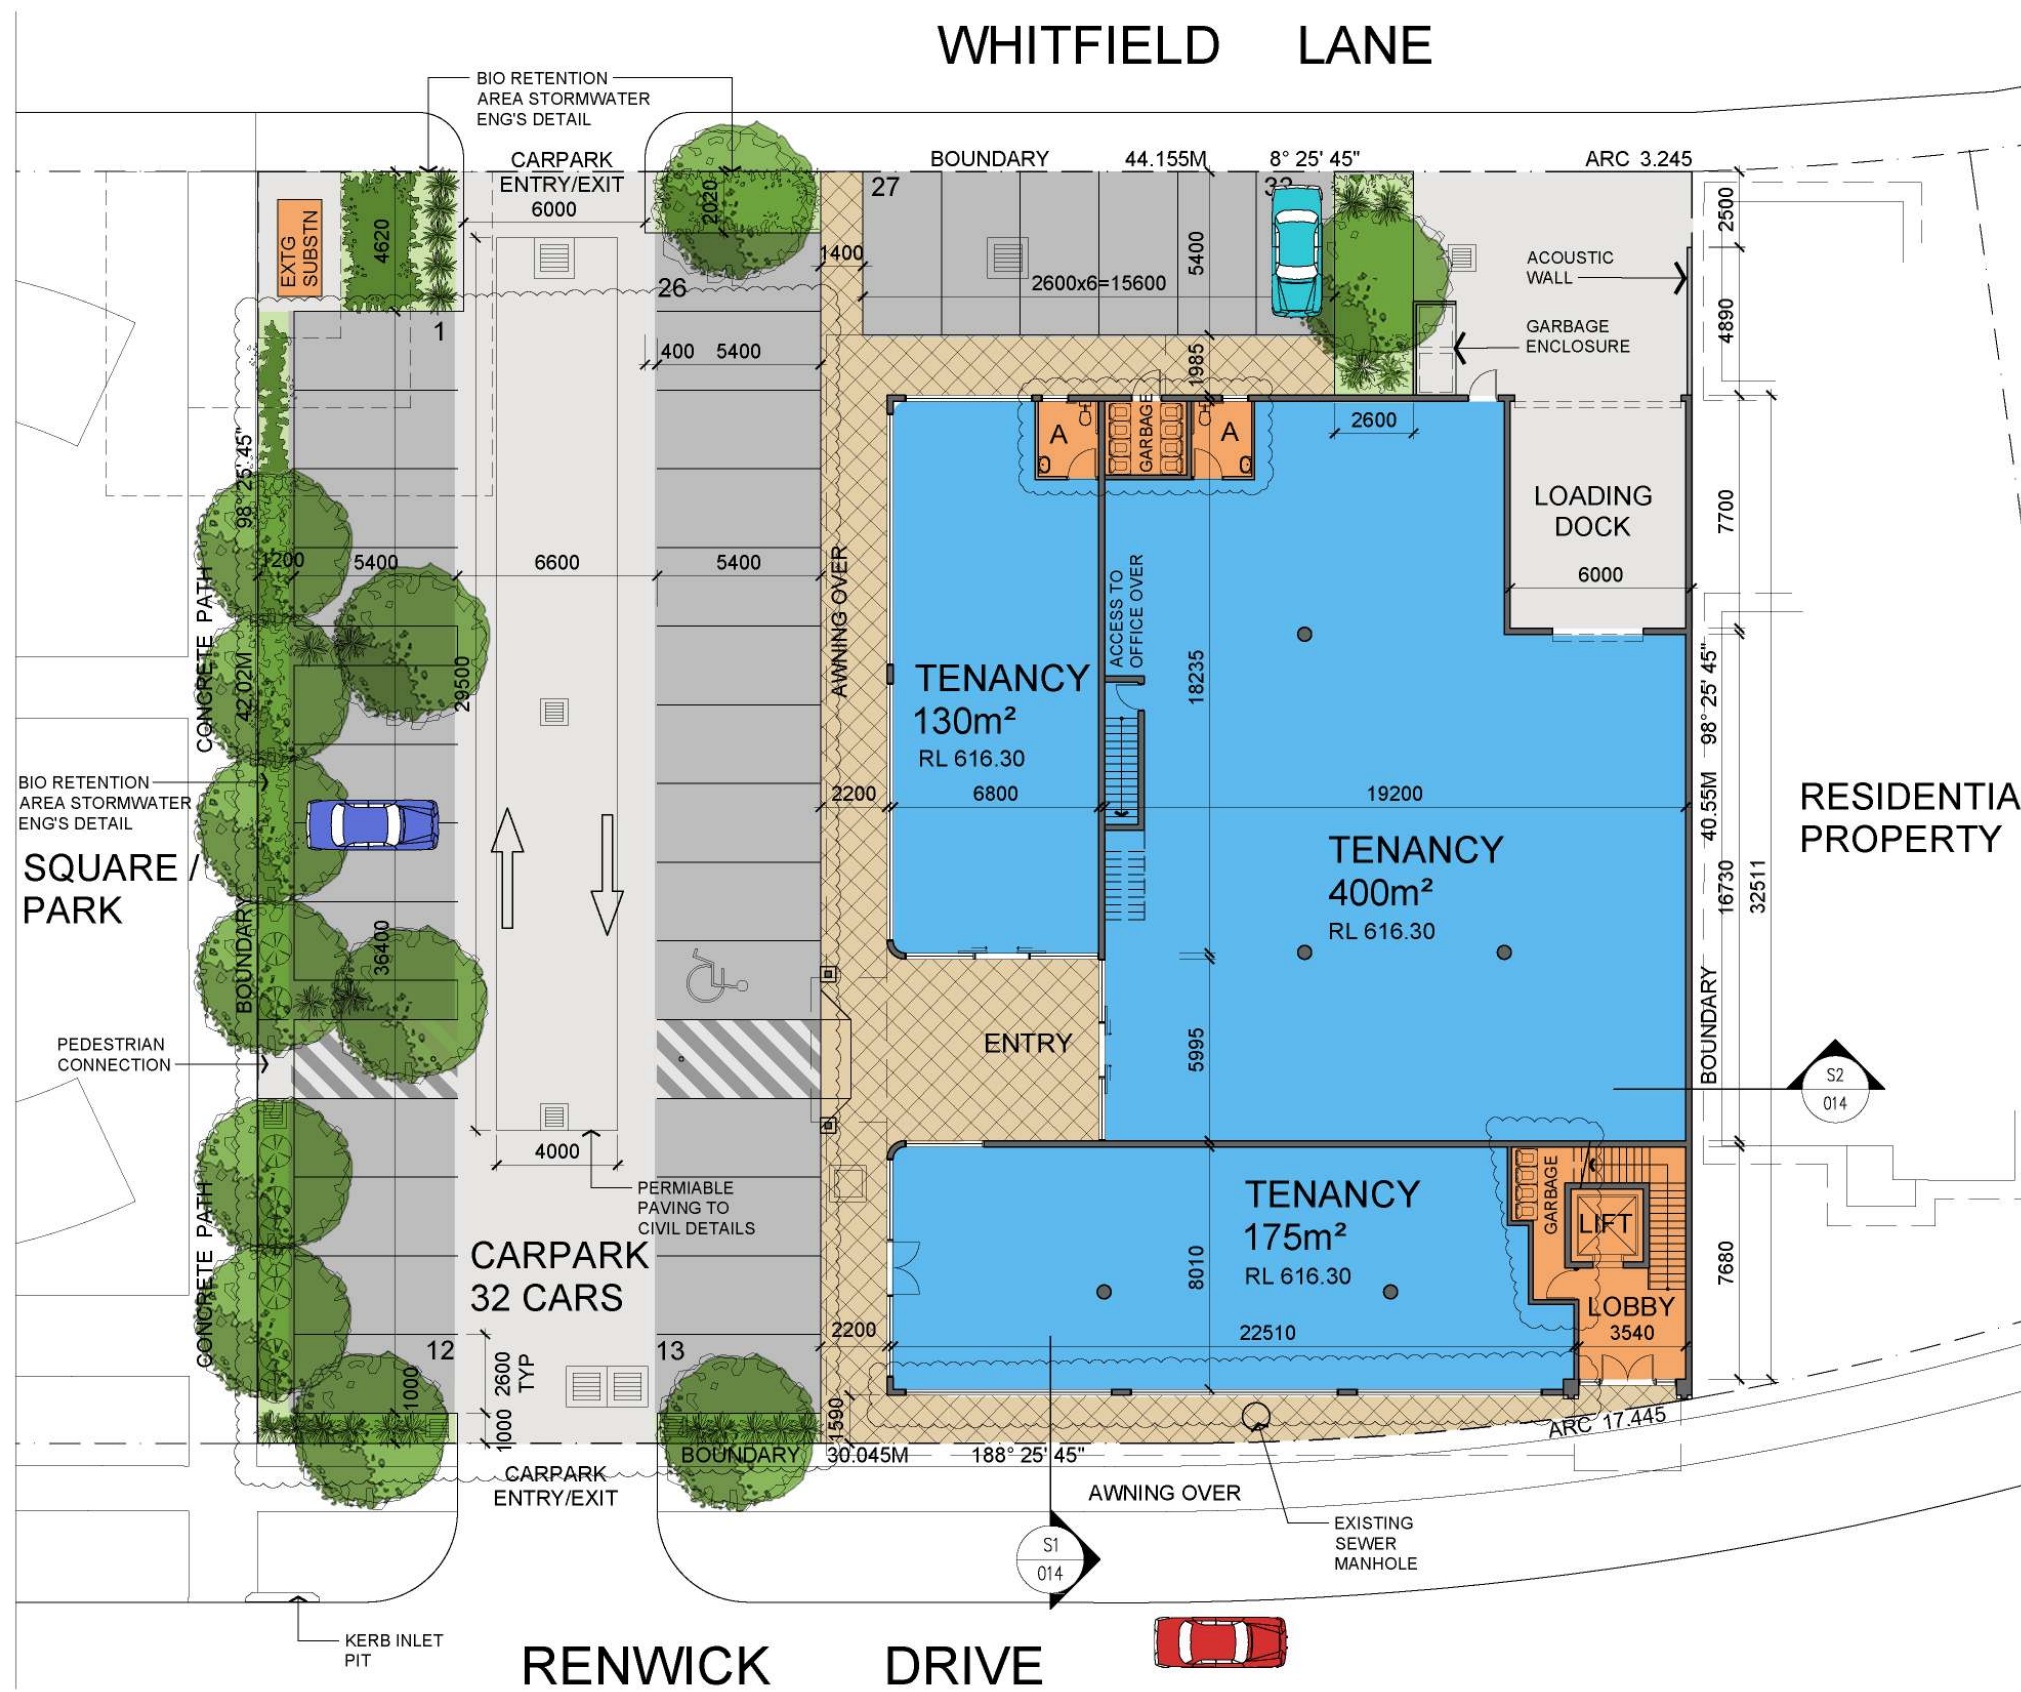 WHITFIELD LANE
BIO RETENTION
AREA STORMWATER
ENG'S DETAIL
CARPARK
ENTRY/EXIT
6000
BOUNDARY 44.155M 8° 25' 45"
ARC 3.245
EXTG
SUBSTN
4620
2020
27
32
2500
1400
5400
2600x6=15600
ACOUSTIC
WALL
26
1
GARBAGE
ENCLOSURE
4890
400 5400
1985
2600
A
GARBAGE
A
98° 25' 45"
LOADING
DOCK
7700
6000
1200
5400
6600
5400
CONCRETE PATH
AWNING OVER
ACCESS TO
OFFICE OVER
42.02M
29500
18235
TENANCY
130m²
RL 616.30
98° 25' 45"
2200
6800
19200
40.55M
BIO RETENTION
AREA STORMWATER
ENG'S DETAIL
RESIDENTIA
PROPERTY
SQUARE /
PARK
TENANCY
400m²
RL 616.30
16730
32511
BOUNDARY
36400
PEDESTRIAN
CONNECTION
ENTRY
5995
BOUNDARY
S2
014
4000
PERMIABLE
PAVING TO
CIVIL DETAILS
CONCRETE PATH
TENANCY
175m²
RL 616.30
GARBAGE
LIFT
CARPARK
32 CARS
8010
7680
LOBBY
12
13
2200
22510
3540
1000
2600
TYP
1000
1590
ARC 17.445
BOUNDARY 30.045M 188° 25' 45"
CARPARK
ENTRY/EXIT
AWNING OVER
EXISTING
SEWER
MANHOLE
S1
014
KERB INLET
PIT
RENWICK DRIVE